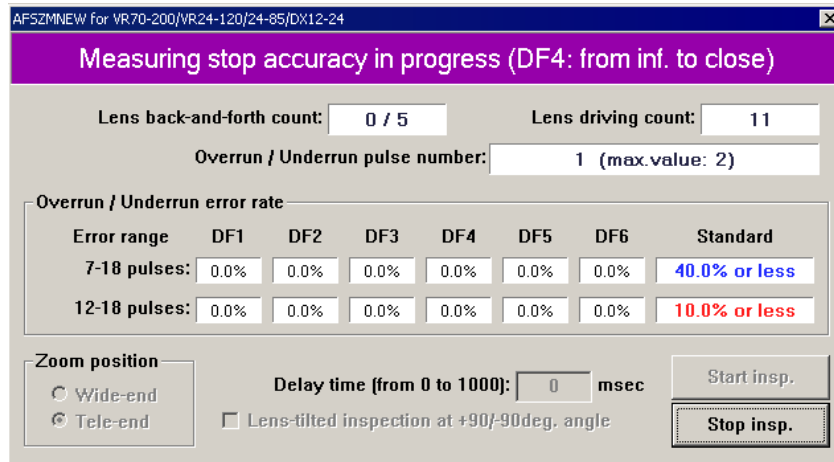 AFSZMNEW for VR70-200/VR24-120/24-85/DX12-24
Measuring stop accuracy in progress (DF4: from inf. to close)
Lens back-and-forth count: 0 / 5 Lens driving count: 11
Overrun / Underrun pulse number: 1 (max.value: 2)
Overrun / Underrun error rate
Error range DF1 DF2 DF3 DF4 DF5 DF6 Standard
7-18 pulses: 0.0% 0.0% 0.0% 0.0% 0.0% 0.0% 40.0% or less
12-18 pulses: 0.0% 0.0% 0.0% 0.0% 0.0% 0.0% 10.0% or less
Zoom position
Wide-end
Tele-end
Delay time (from 0 to 1000): 0 msec
Lens-tilted inspection at +90/-90deg. angle
Start insp.
Stop insp.